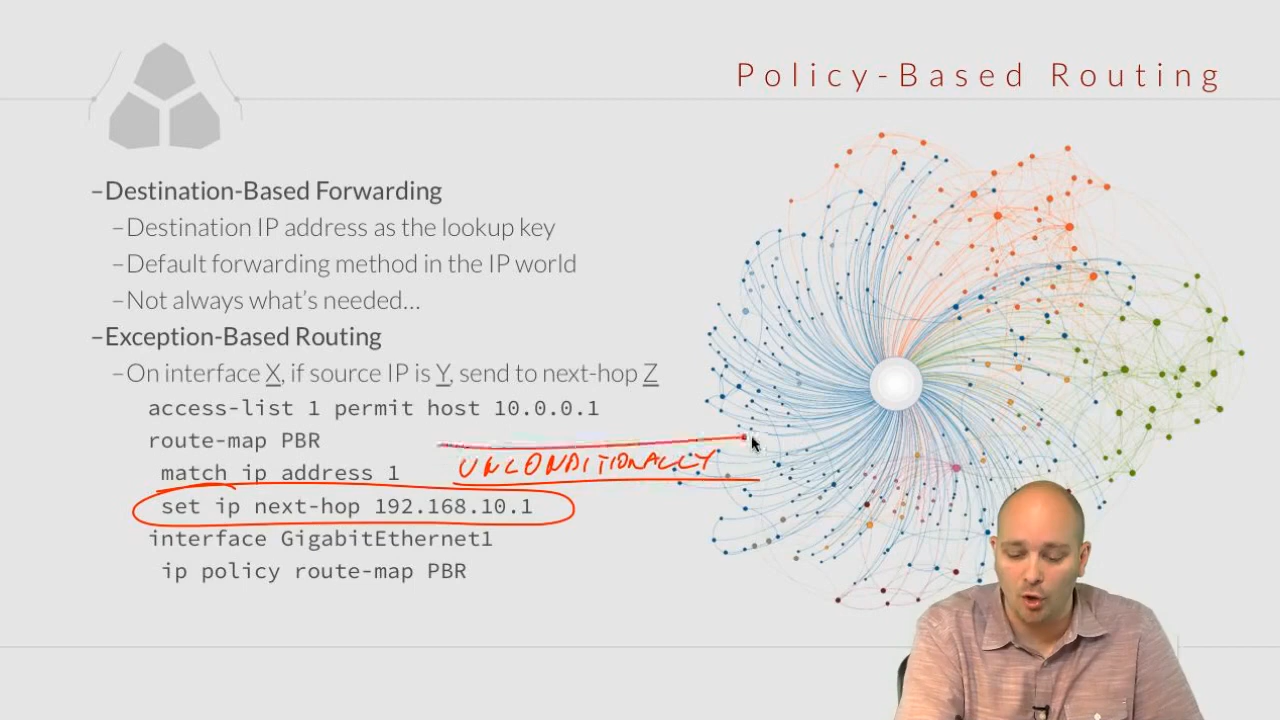 Policy-Based Routing
–Destination-Based Forwarding
–Destination IP address as the lookup key
–Default forwarding method in the IP world
–Not always what's needed…
–Exception-Based Routing
–On interface X, if source IP is Y, send to next-hop Z
access-list 1 permit host 10.0.0.1
route-map PBR
match ip address 1
UNCONDITIONALLY
set ip next-hop 192.168.10.1
interface GigabitEthernet1
ip policy route-map PBR